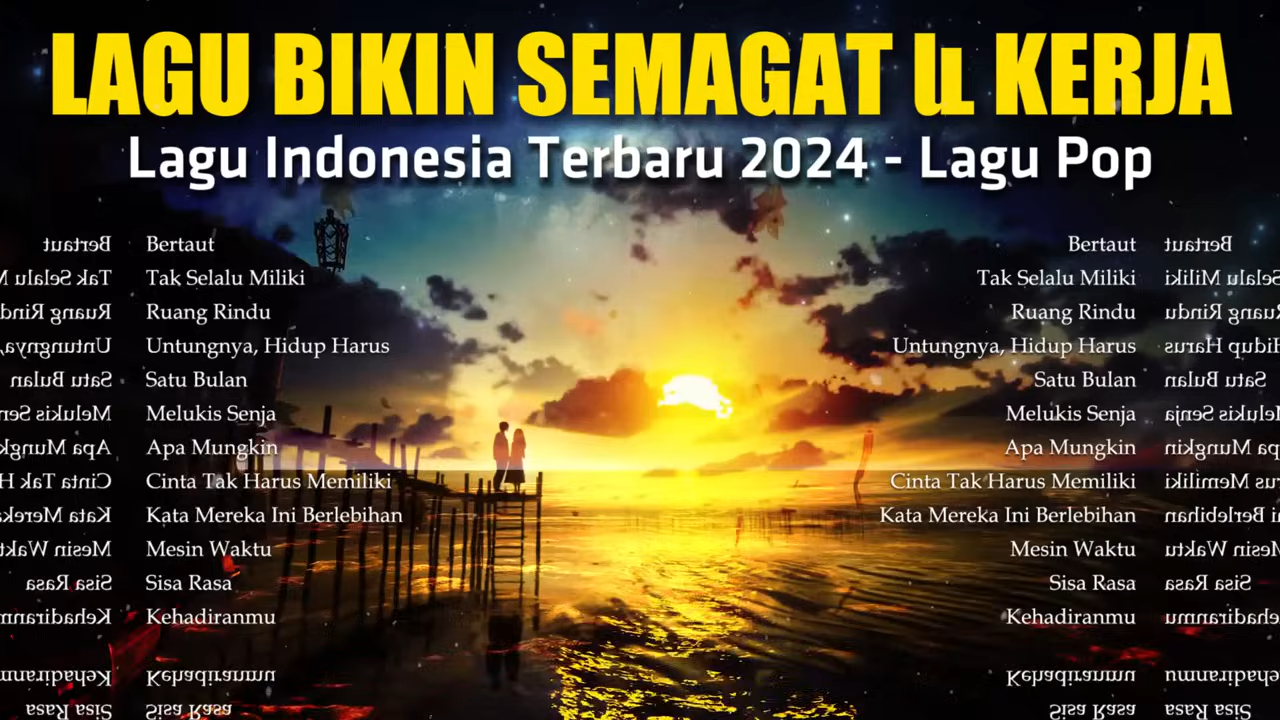 LAGU BIKIN SEMAGAT u KERJA
Lagu Indonesia Terbaru 2024 - Lagu Pop
Bertaut
Tak Selalu Miliki
Ruang Rindu
Untungnya, Hidup Harus
Satu Bulan
Melukis Senja
Apa Mungkin
Cinta Tak Harus Memiliki
Kata Mereka Ini Berlebihan
Mesin Waktu
Sisa Rasa
Kehadiranmu
Bertaut
Tak Selalu Miliki
Ruang Rindu
Untungnya, Hidup Harus
Satu Bulan
Melukis Senja
Apa Mungkin
Cinta Tak Harus Memiliki
Kata Mereka Ini Berlebihan
Mesin Waktu
Sisa Rasa
Kehadiranmu